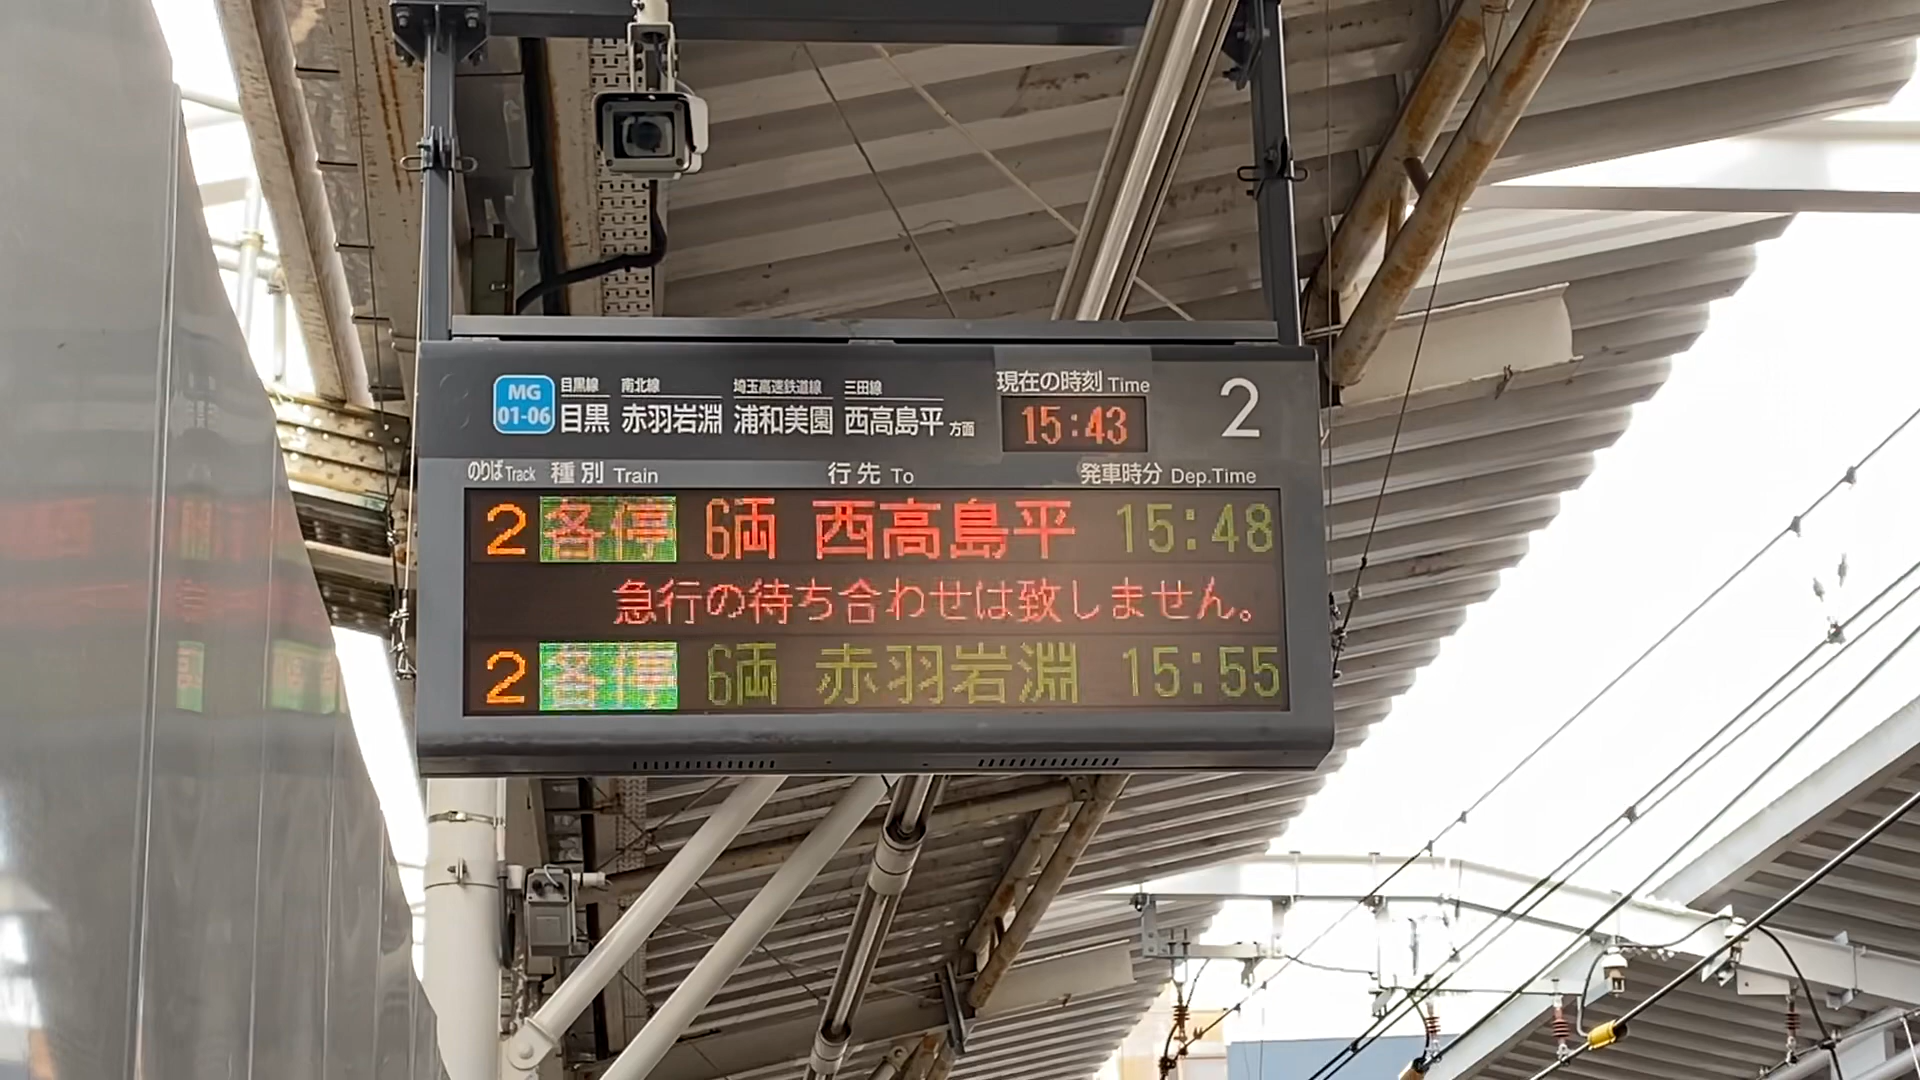 MG 01-06
目黒線 南北線 埼玉高速鉄道線 三田線
目黒 赤羽岩淵 浦和美園 西高島平 方面
現在の時刻 Time
15:43
2
のりば Track 種別 Train 行先 To 発車時分 Dep.Time
2 各停 6両 西高島平 15:48
急行の待ち合わせは致しません。
2 各停 6両 赤羽岩淵 15:55